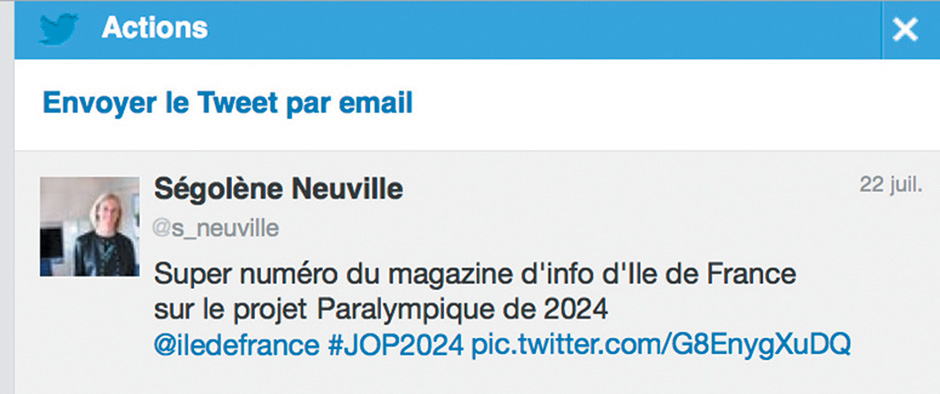 Actions
Envoyer le Tweet par email
Ségolène Neuville
22 juil.
@s_neuville
Super numéro du magazine d'info d'Ile de France
sur le projet Paralympique de 2024
@iledefrance #JOP2024 pic.twitter.com/G8EnygXuDQ